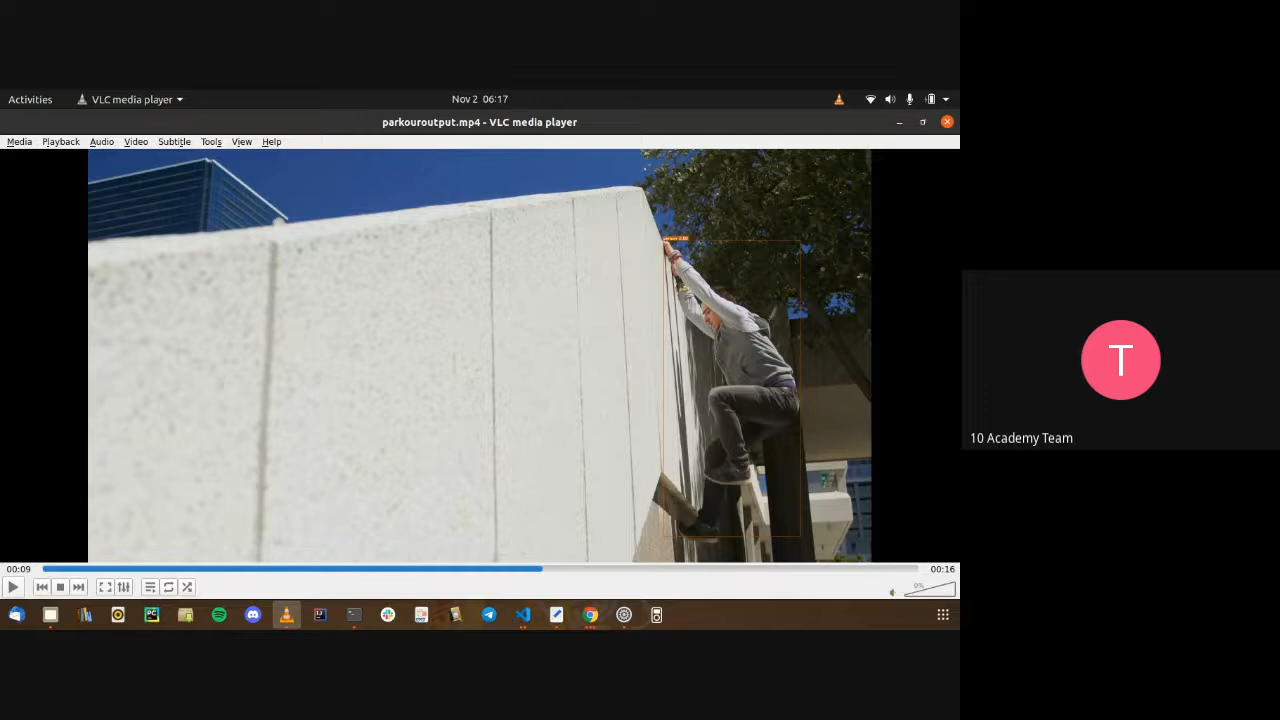 Activities
VLC media player
Nov 2 06:17
parkouroutput.mp4 - VLC media player
Media Playback Audio Video Subtitle Tools View Help
T
10 Academy Team
00:09
00:16
0%